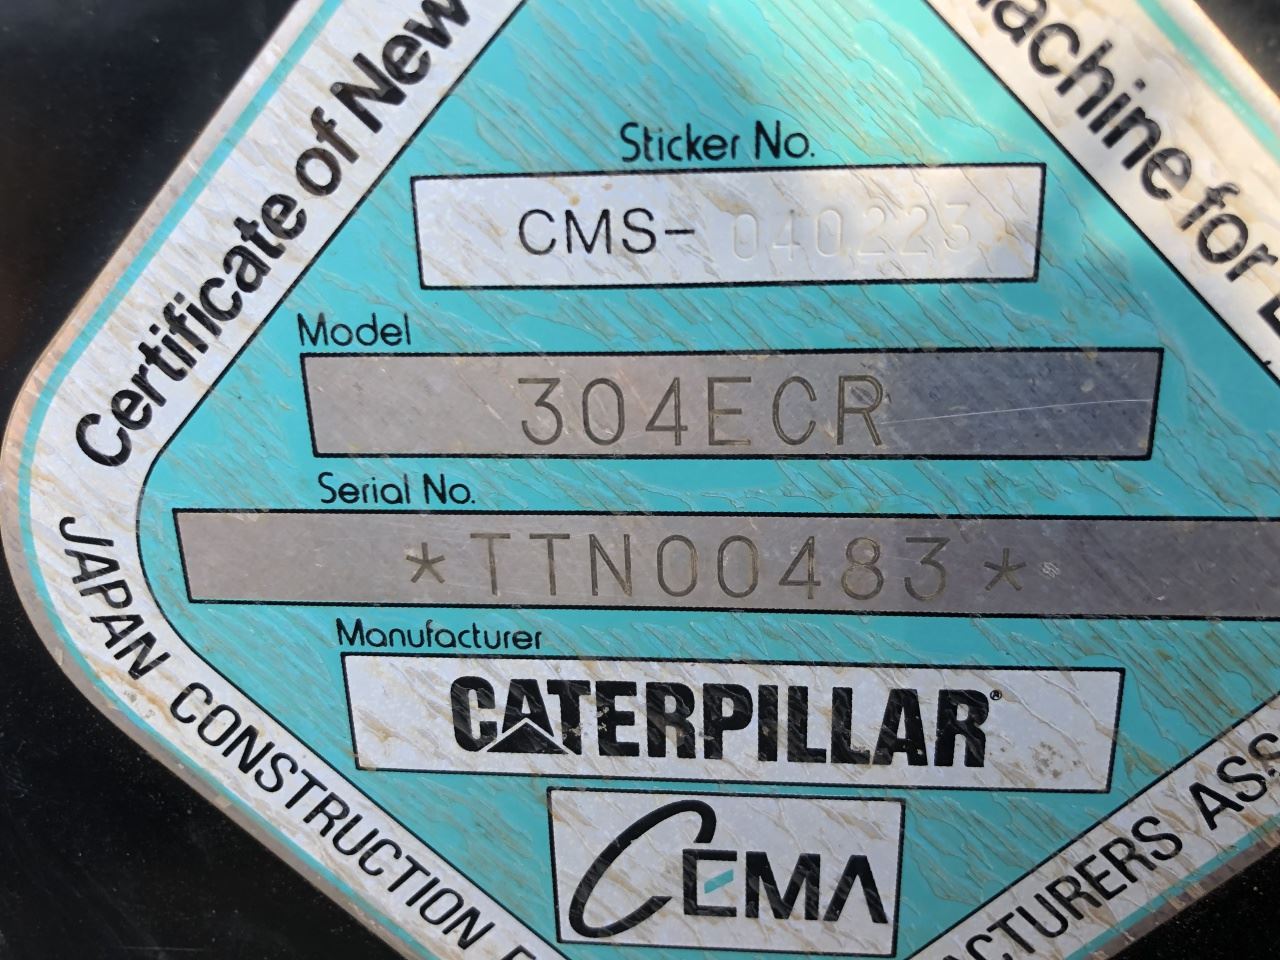 Certificate of New
achine for
Sticker No.
CMS- 040223
Model
304ECR
Serial No.
*TTN00483*
Manufacturer
CATERPILLAR®
CEMA
JAPAN CONSTRUCTION
CTURERS ASS